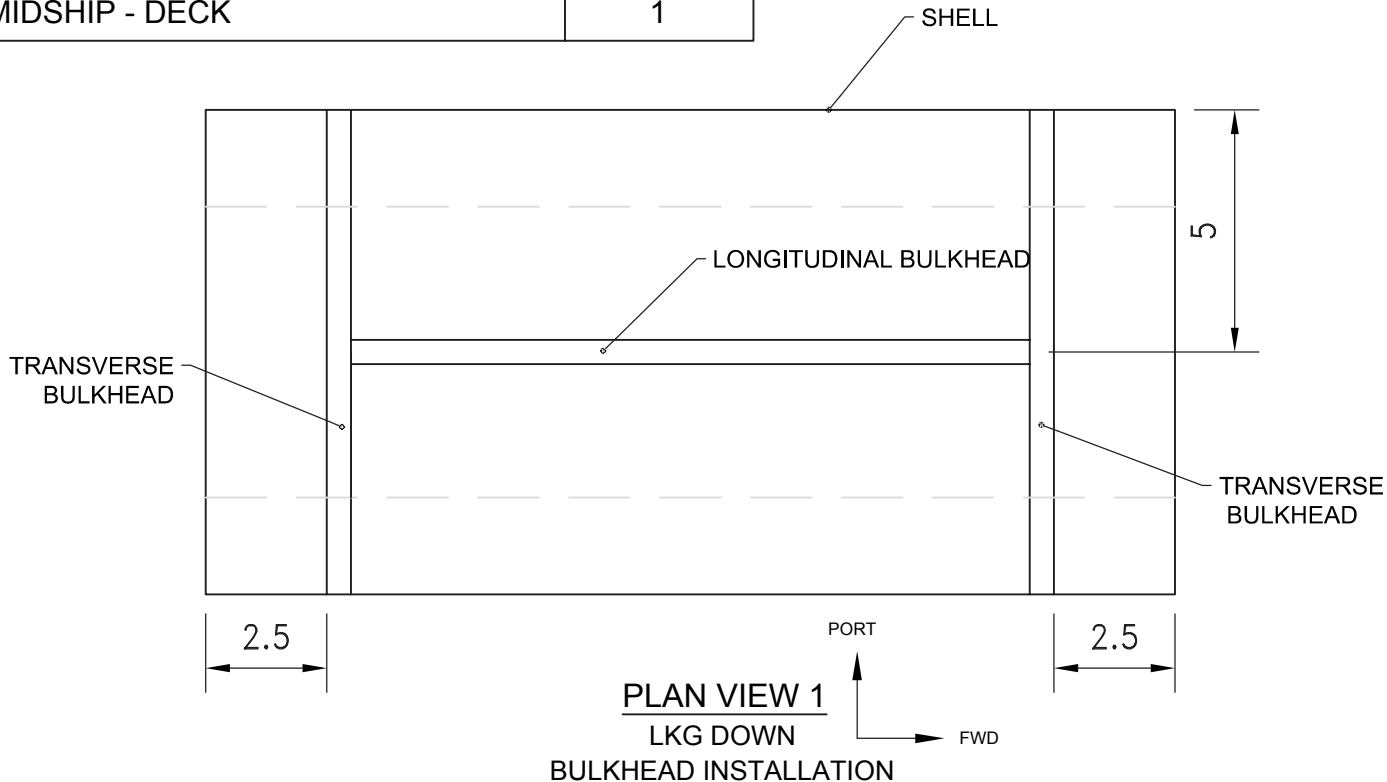 MIDSHIP - DECK 1
SHELL
5
LONGITUDINAL BULKHEAD
TRANSVERSE
BULKHEAD
TRANSVERSE
BULKHEAD
2.5
PORT
2.5
PLAN VIEW 1
LKG DOWN
FWD
BULKHEAD INSTALLATION